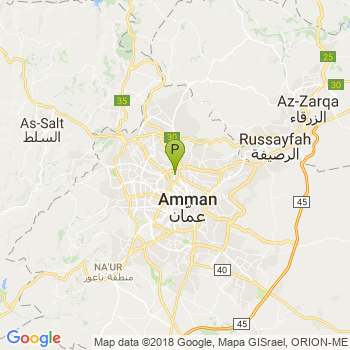 25
Az-Zarqa
الزرقاء
30
35
As-Salt
السلط
30
Russayfah
الرصيفة
P
Amman
عمان
45
NA'UR
منطقة ناعور
40
45
Google
Map data ©2018 Google, Mapa GISrael, ORION-ME